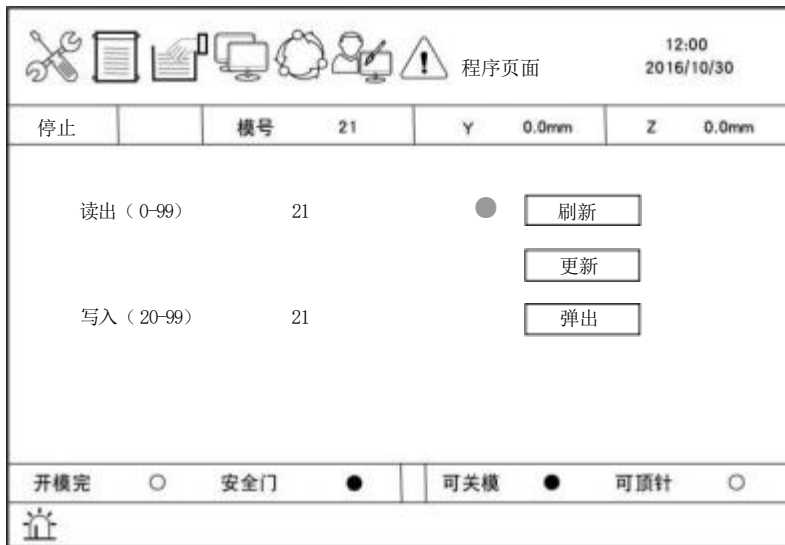 程序页面 12:00
2016/10/30
停止 模号 21 Y 0.0mm Z 0.0mm
读出(0-99) 21 刷新
更新
写入(20-99) 21 弹出
开模完 安全门 可关模 可顶针